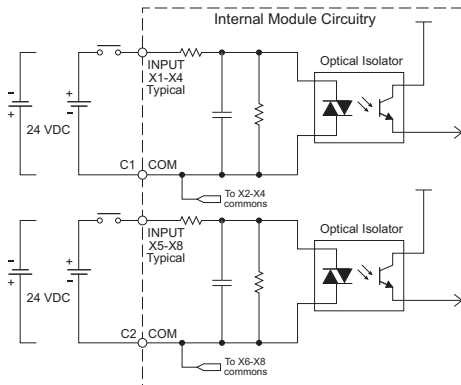 Internal Module Circuitry
Optical Isolator
INPUT
X1-X4
Typical
-
+
+
-
24 VDC
C1 COM
To X2-X4
commons
Optical Isolator
INPUT
X5-X8
Typical
-
+
+
-
24 VDC
C2 COM
To X6-X8
commons